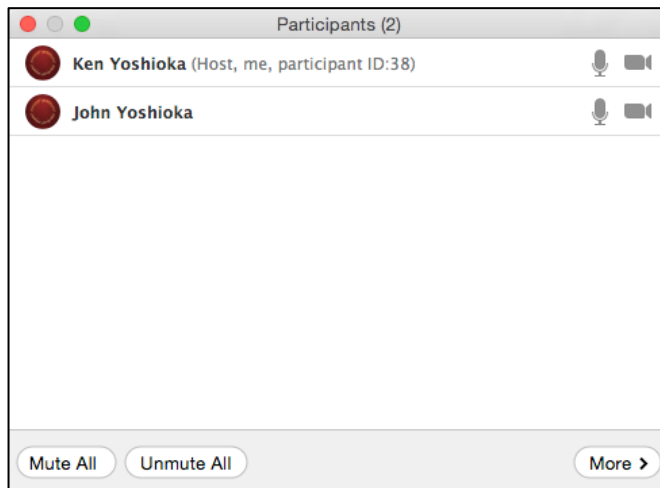 Participants (2)
Ken Yoshioka (Host, me, participant ID:38)
John Yoshioka
Mute All Unmute All More >